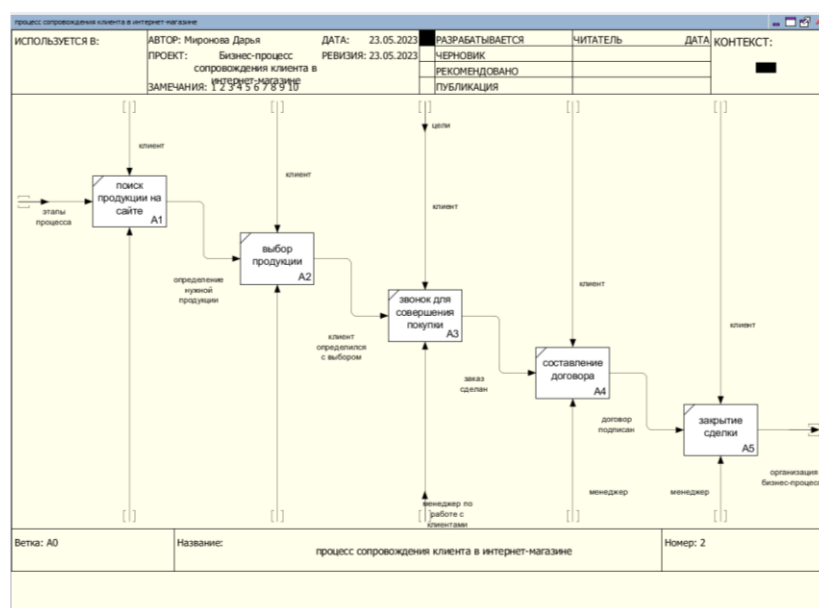 процесс сопровождения клиента в интернет-магазине
ИСПОЛЬЗУЕТСЯ В:
АВТОР: Миронова Дарья
ДАТА: 23.05.2023
РАЗРАБАТЫВАЕТСЯ
ЧИТАТЕЛЬ
ДАТА
КОНТЕКСТ:
ПРОЕКТ: Бизнес-процесс
сопровождения клиента в
интернет-магазине
РЕВИЗИЯ: 23.05.2023
ЧЕРНОВИК
РЕКОМЕНДОВАНО
ЗАМЕЧАНИЯ: 1 2 3 4 5 6 7 8 9 10
ПУБЛИКАЦИЯ
цели
клиент
клиент
клиент
клиент
клиент
этапы
процесса
поиск
продукции на
сайте
A1
определение
нужной
продукции
выбор
продукции
A2
клиент
определился
с выбором
звонок для
совершения
покупки
A3
заказ
сделан
составление
договора
A4
договор
подписан
закрытие
сделки
A5
организация
бизнес-процесс
менеджер по
работе с
клиентами
менеджер
менеджер
Ветка: A0
Название:
процесс сопровождения клиента в интернет-магазине
Номер: 2